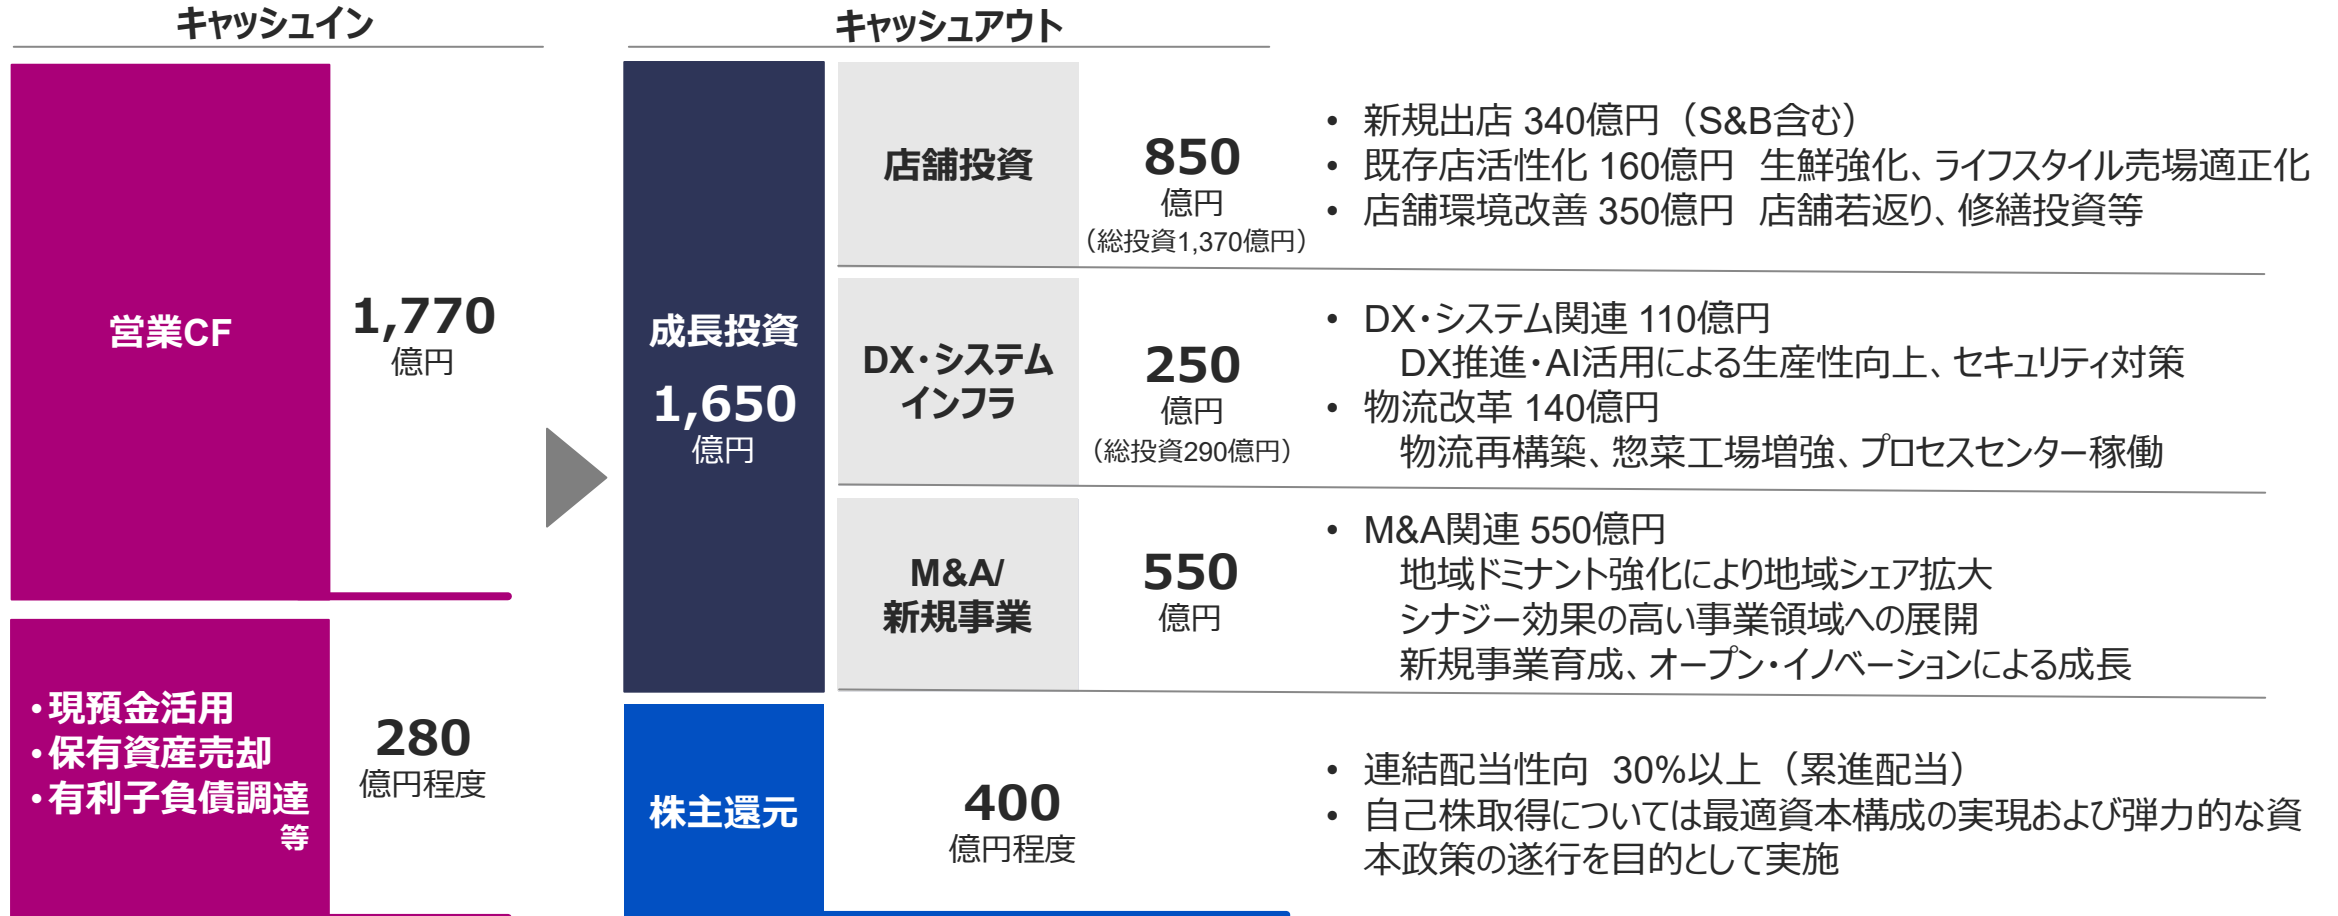 キャッシュイン
営業CF
1,770
億円
・現預金活用
・保有資産売却
・有利子負債調達
等
280
億円程度
キャッシュアウト
成長投資
1,650
億円
店舗投資
850
億円
（総投資1,370億円）
• 新規出店 340億円（S&B含む）
• 既存店活性化 160億円　生鮮強化、ライフスタイル売場適正化
• 店舗環境改善 350億円　店舗若返り、修繕投資等
DX・システム
インフラ
250
億円
（総投資290億円）
• DX・システム関連 110億円
DX推進・AI活用による生産性向上、セキュリティ対策
• 物流改革 140億円
物流再構築、惣菜工場増強、プロセスセンター稼働
M&A/
新規事業
550
億円
• M&A関連 550億円
地域ドミナント強化により地域シェア拡大
シナジー効果の高い事業領域への展開
新規事業育成、オープン・イノベーションによる成長
株主還元
400
億円程度
• 連結配当性向　30%以上（累進配当）
• 自己株取得については最適資本構成の実現および弾力的な資
本政策の遂行を目的として実施